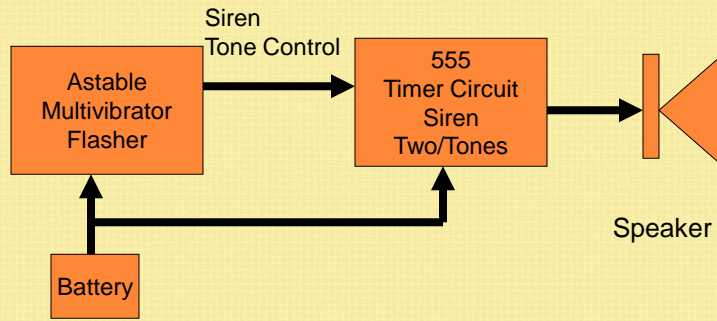 Siren
Tone Control
Astable
Multivibrator
Flasher
555
Timer Circuit
Siren
Two/Tones
Speaker
Battery